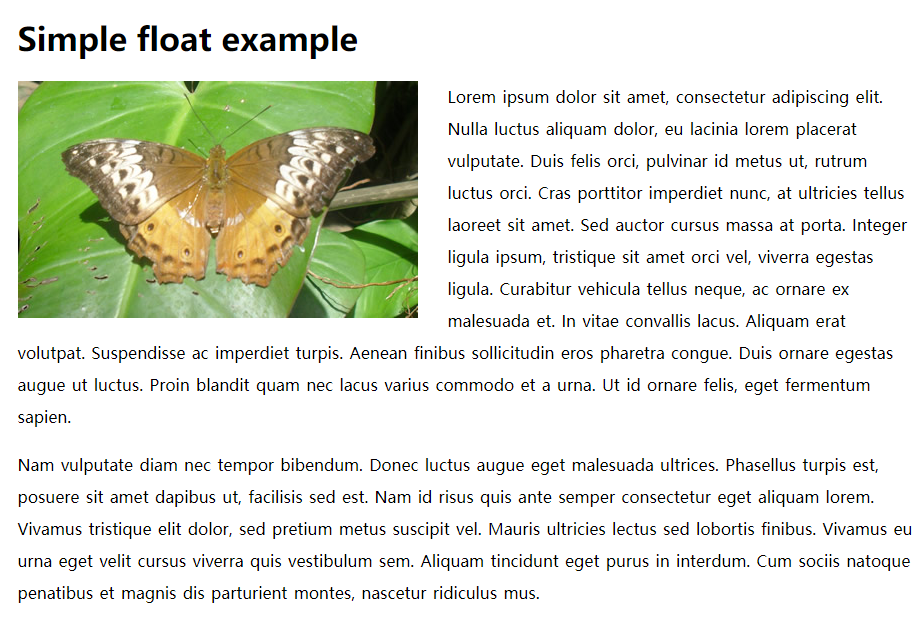 Simple float example
Lorem ipsum dolor sit amet, consectetur adipiscing elit.
Nulla luctus aliquam dolor, eu lacinia lorem placerat
vulputate. Duis felis orci, pulvinar id metus ut, rutrum
luctus orci. Cras porttitor imperdiet nunc, at ultricies tellus
laoreet sit amet. Sed auctor cursus massa at porta. Integer
ligula ipsum, tristique sit amet orci vel, viverra egestas
ligula. Curabitur vehicula tellus neque, ac ornare ex
malesuada et. In vitae convallis lacus. Aliquam erat
volutpat. Suspendisse ac imperdiet turpis. Aenean finibus sollicitudin eros pharetra congue. Duis ornare egestas
augue ut luctus. Proin blandit quam nec lacus varius commodo et a urna. Ut id ornare felis, eget fermentum
sapien.
Nam vulputate diam nec tempor bibendum. Donec luctus augue eget malesuada ultrices. Phasellus turpis est,
posuere sit amet dapibus ut, facilisis sed est. Nam id risus quis ante semper consectetur eget aliquam lorem.
Vivamus tristique elit dolor, sed pretium metus suscipit vel. Mauris ultricies lectus sed lobortis finibus. Vivamus eu
urna eget velit cursus viverra quis vestibulum sem. Aliquam tincidunt eget purus in interdum. Cum sociis natoque
penatibus et magnis dis parturient montes, nascetur ridiculus mus.